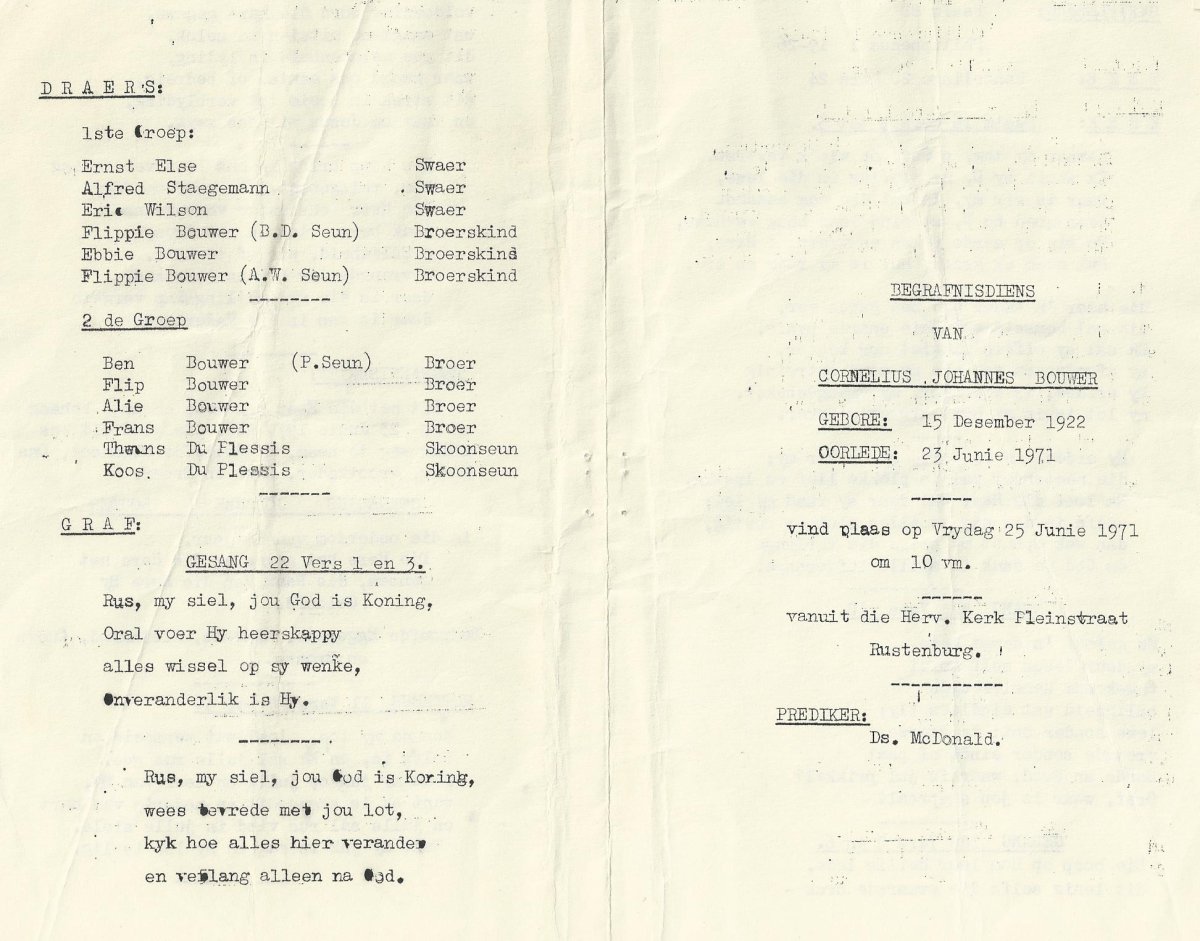 DRAERS:
1ste Groep:
Ernst Else Swaer
Alfred Staegemann Swaer
Eric Wilson Swaer
Flippie Bouwer (B.D. Seun) Broerskind
Ebbie Bouwer Broerskind
Flippie Bouwer (A.W. Seun) Broerskind
--------
2 de Groep
Ben Bouwer (P.Seun) Broer
Flip Bouwer Broer
Alie Bouwer Broer
Frans Bouwer Broer
Du Plessis Skoonseun
Koos. Du Plessis Skoonseun
-------
GRAF:
GESANG 22 Vers 1 en 3.
Rus, my siel, jou God is Koning,
Oral voer Hy heerskappy
alles wissel op sy wenke,
Onveranderlik is Hy.
--------
Rus, my siel, jou God is Koning,
wees tevrede met jou lot,
kyk hoe alles hier verander
en verlang alleen na God.
BEGRAFNISDIENS
VAN
CORNELIUS JOHANNES BOUWER
GEBORE: 15 Desember 1922
OORLEDE: 23 Junie 1971
------
vind plaas op Vrydag 25 Junie 1971
om 10 vm.
------
vanuit die Herv. Kerk Pleinstraat
Rustenburg.
-----------
PREDIKER:
Ds. McDonald.